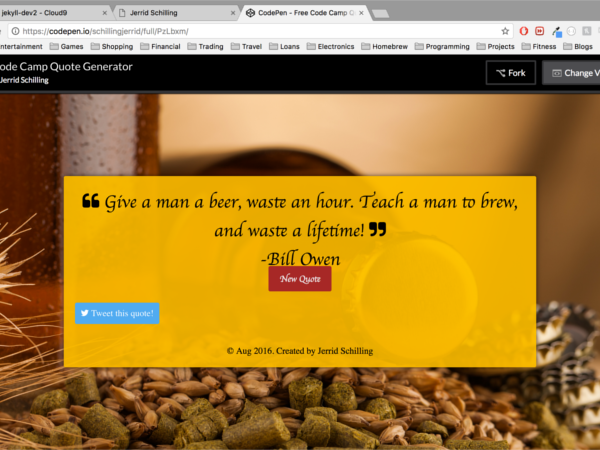 jekyll-dev2 - Cloud9 Jerrid Schilling CodePen - Free Code Camp Q
https://codepen.io/schillingjerrid/full/PzLbxm/
ntertainment Games Shopping Financial Trading Travel Cooking Electronics Homebrew Programming Projects Fitness Blogs
ode Camp Quote Generator
Jerrid Schilling
Fork Change V
Give a man a beer, waste an hour. Teach a man to brew,
and waste a lifetime!
-Bill Owen
New Quote
Tweet this quote!
© Aug 2016. Created by Jerrid Schilling